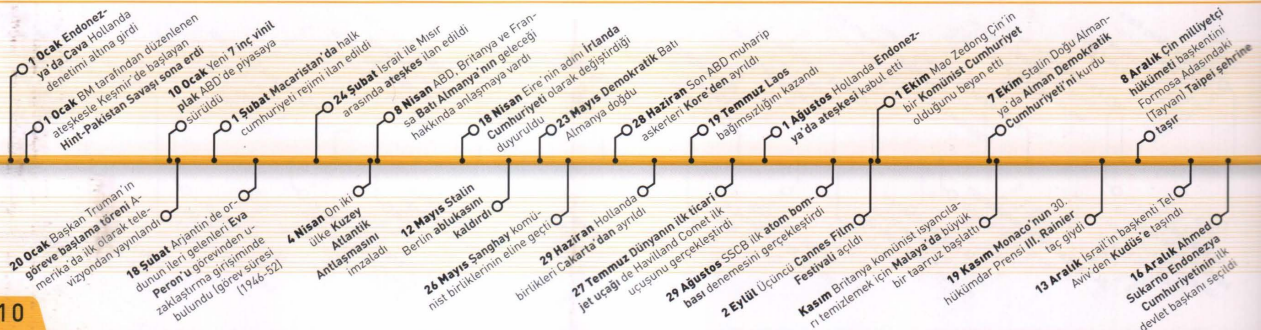 1 Ocak Endonez-
ya'da Cava Hollanda
denetimi altına girdi
1 Ocak BM tarafından düzenlenen
ateşkesle Keşmir'de başlayan
Hint-Pakistan Savaşı sona erdi
10 Ocak Yeni 7 inç vinil
plak ABD'de piyasaya
sürüldü
1 Şubat Macaristan'da halk
cumhuriyeti rejimi ilan edildi
24 Şubat İsrail ile Mısır
arasında ateşkes ilan edildi
8 Nisan ABD, Britanya ve Fran-
sa Batı Almanya'nın geleceği
hakkında anlaşmaya vardı
18 Nisan Eire'nin adını İrlanda
Cumhuriyeti olarak değiştirdiği
duyuruldu
23 Mayıs Demokratik Batı
Almanya doğdu
28 Haziran Son ABD muharip
askerleri Kore'den ayrıldı
19 Temmuz Laos
bağımsızlığını kazandı
1 Ağustos Hollanda Endonez-
ya'da ateşkesi kabul etti
1 Ekim Mao Zedong Çin'in
bir Komünist Cumhuriyet
olduğunu beyan etti
7 Ekim Stalin Doğu Alman-
ya'da Alman Demokratik
Cumhuriyeti'ni kurdu
8 Aralık Çin milliyetçi
hükümeti başkentini
Formosa Adasındaki
(Tayvan) Taipei şehrine
taşır
20 Ocak Başkan Truman'ın
göreve başlama töreni A-
merika'da ilk olarak tele-
vizyondan yayınlandı
18 Şubat Arjantin'de or-
dunun ileri gelenleri Eva
Peron'u görevinden u-
zaklaştırma girişiminde
bulundu (görev süresi
(1946-52)
4 Nisan On iki
ülke Kuzey
Atlantik
Antlaşmasını
imzaladı
12 Mayıs Stalin
Berlin ablukasını
kaldırdı
26 Mayıs Şanghay komü-
nist birliklerinin eline geçti
29 Haziran Hollanda
birlikleri Cakarta'dan ayrıldı
27 Temmuz Dünyanın ilk ticari
jet uçağı de Havilland Comet ilk
uçuşunu gerçekleştirdi
29 Ağustos SSCB ilk atom bom-
bası denemesini gerçekleştirdi
2 Eylül Üçüncü Cannes Film
Festivali açıldı
Kasım Britanya komünist isyancıla-
rı temizlemek için Malaya'da büyük
bir taarruz başlattı
19 Kasım Monaco'nun 30.
hükümdar Prensi III. Rainier
taç giydi
13 Aralık İsrail'in başkenti Tel
Aviv'den Kudüs'e taşındı
16 Aralık Ahmed
Sukarno Endonezya
Cumhuriyetinin ilk
devlet başkanı seçildi
10